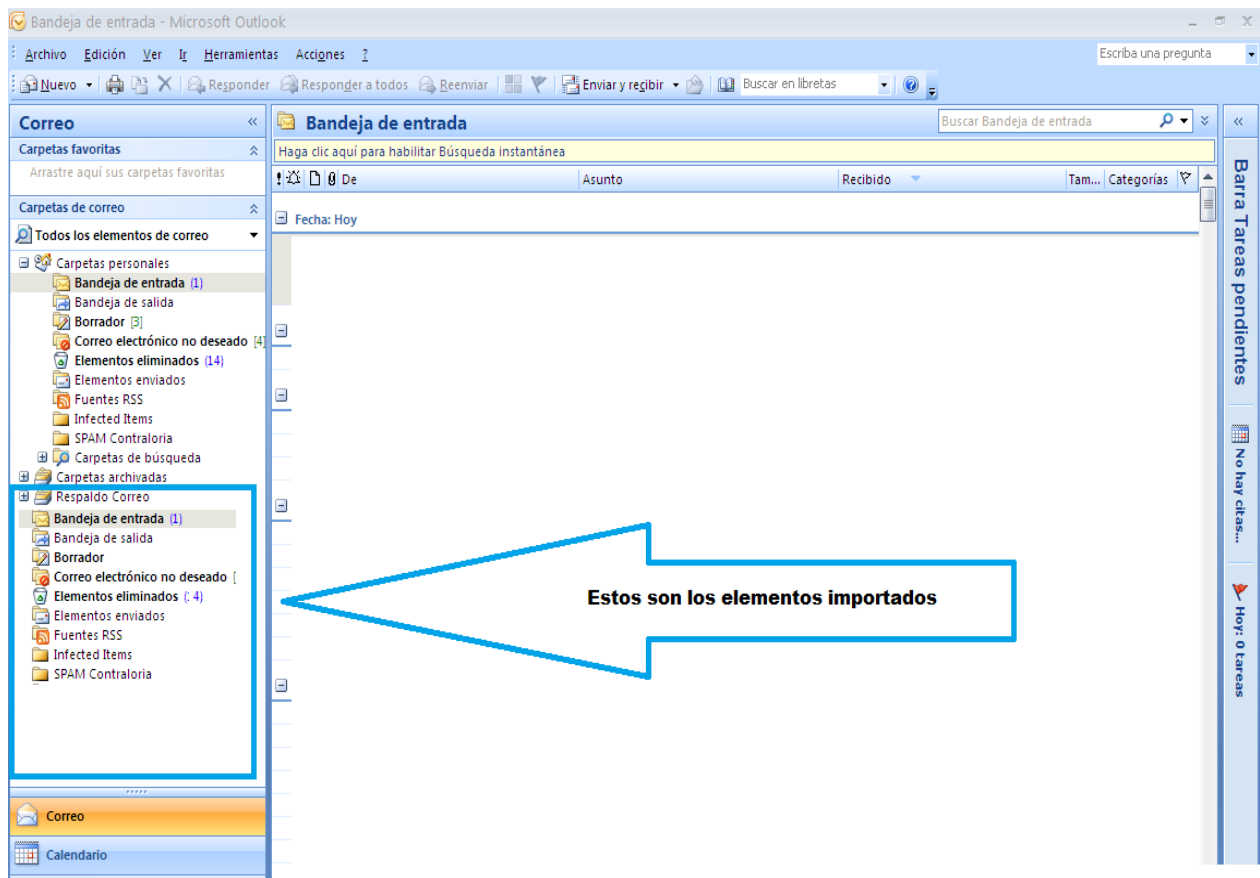 Bandeja de entrada - Microsoft Outlook
Archivo Edición Ver Ir Herramientas Acciones ? Escriba una pregunta
Nuevo Responder Responder a todos Reenviar Enviar y recibir Buscar en libretas
Correo
Carpetas favoritas
Arrastre aquí sus carpetas favoritas
Carpetas de correo
Todos los elementos de correo
Carpetas personales
Bandeja de entrada (1)
Bandeja de salida
Borrador [3]
Correo electrónico no deseado [4]
Elementos eliminados (14)
Elementos enviados
Fuentes RSS
Infected Items
SPAM Contraloria
Carpetas de búsqueda
Carpetas archivadas
Respaldo Correo
Bandeja de entrada (1)
Bandeja de salida
Borrador
Correo electrónico no deseado [
Elementos eliminados (: 4)
Elementos enviados
Fuentes RSS
Infected Items
SPAM Contraloria
Correo
Calendario
Bandeja de entrada Buscar Bandeja de entrada
Haga clic aquí para habilitar Búsqueda instantánea
De Asunto Recibido Tam... Categorías
Fecha: Hoy
Estos son los elementos importados
Barra Tareas pendientes
No hay citas...
Hoy: 0 tareas